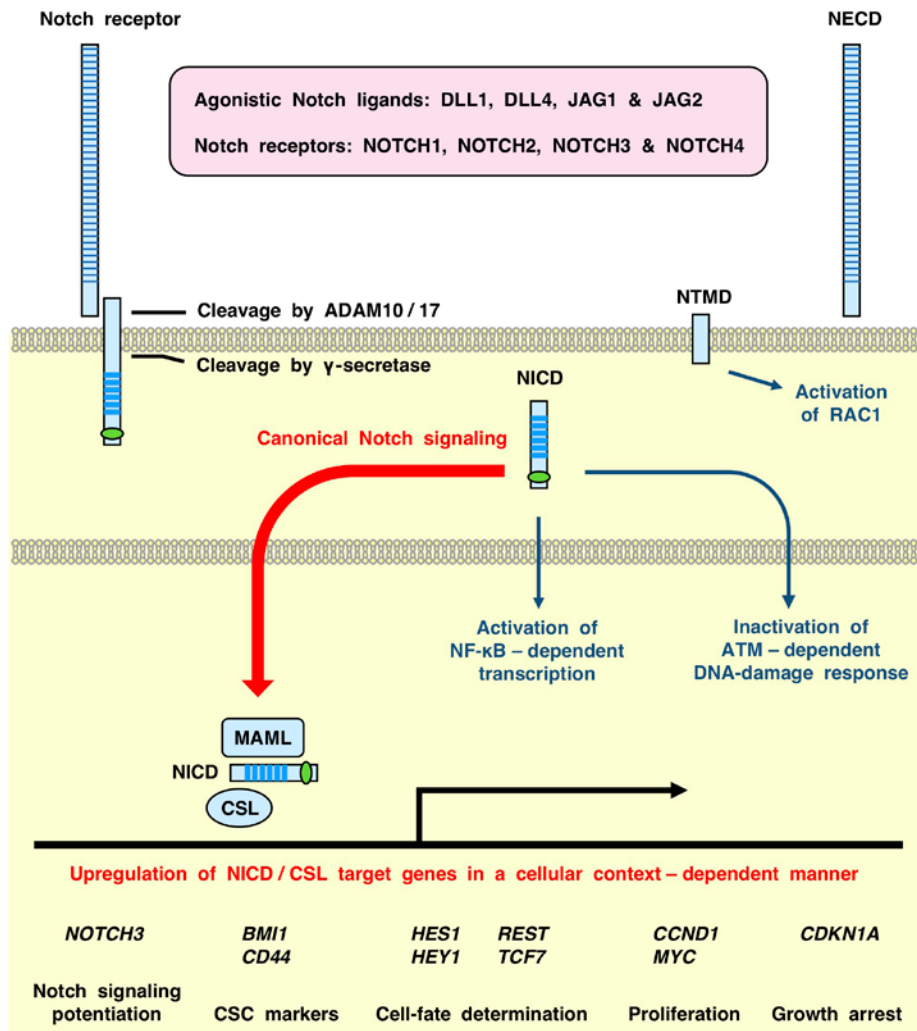 Notch receptor
NECD
Agonistic Notch ligands: DLL1, DLL4, JAG1 & JAG2
Notch receptors: NOTCH1, NOTCH2, NOTCH3 & NOTCH4
NTMD
Cleavage by ADAM10 / 17
Cleavage by γ-secretase
NICD
Activation
of RAC1
Canonical Notch signaling
Activation of
NF-κB – dependent
transcription
Inactivation of
ATM – dependent
DNA-damage response
MAML
NICD
CSL
Upregulation of NICD / CSL target genes in a cellular context – dependent manner
NOTCH3
BMI1
CD44
HES1
HEY1
REST
TCF7
CCND1
MYC
CDKN1A
Notch signaling
potentiation
CSC markers
Cell-fate determination
Proliferation
Growth arrest